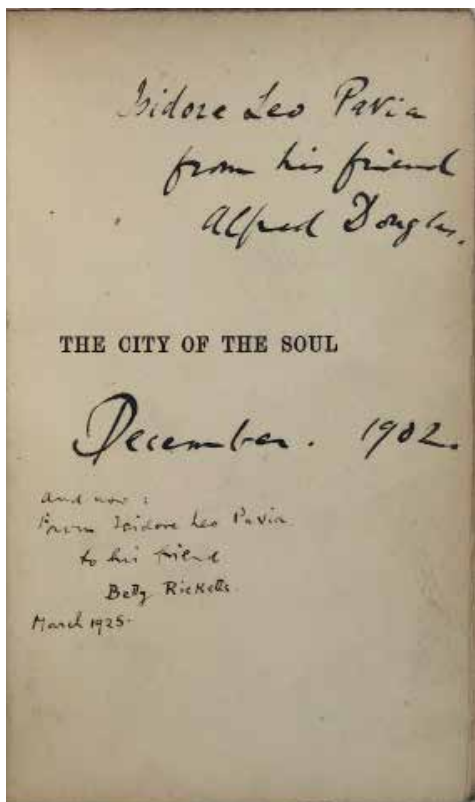 Isidore Leo Pavia
from his friend
Alfred Douglas.
THE CITY OF THE SOUL
December. 1902.
and now:
From Isidore Leo Pavia
to his friend
Betty Ricketts.
March 1925.